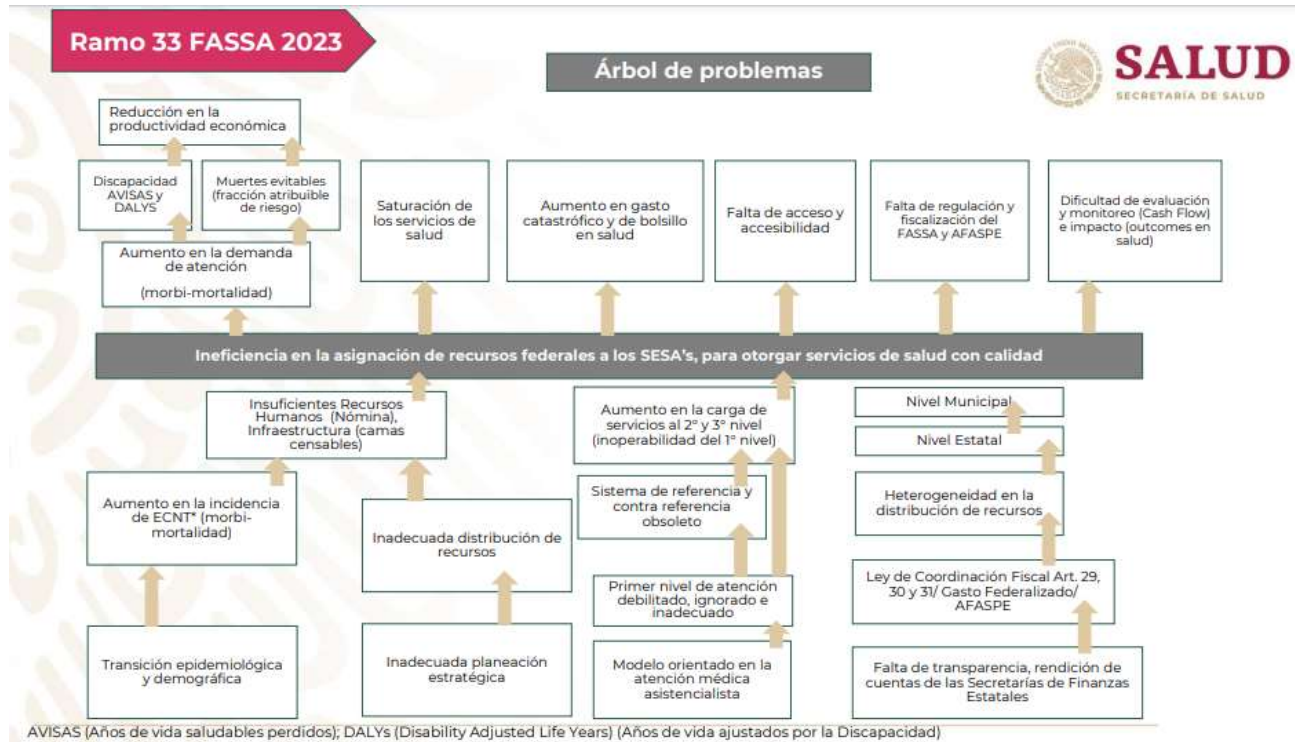 Ramo 33 FASSA 2023
Árbol de problemas
SALUD
SECRETARÍA DE SALUD
Reducción en la
productividad económica
Discapacidad
AVISAS y
DALYS
Muertes evitables
(fracción atribuible
de riesgo)
Aumento en la demanda
de atención
(morbi-mortalidad)
Saturación de
los servicios de
salud
Aumento en gasto
catastrófico y de bolsillo
en salud
Falta de acceso y
accesibilidad
Falta de regulación y
fiscalización del
FASSA y AFASPE
Dificultad de evaluación
y monitoreo (Cash Flow)
e impacto (outcomes en
salud)
Ineficiencia en la asignación de recursos federales a los SESA's, para otorgar servicios de salud con calidad
Insuficientes Recursos
Humanos (Nómina),
Infraestructura (camas
censables)
Aumento en la carga de
servicios al 2° y 3° nivel
(inoperabilidad del 1° nivel)
Nivel Municipal
Nivel Estatal
Aumento en la incidencia
de ECNT* (morbi-
mortalidad)
Inadecuada distribución de
recursos
Sistema de referencia y
contra referencia
obsoleto
Heterogeneidad en la
distribución de recursos
Primer nivel de atención
debilitado, ignorado e
inadecuado
Ley de Coordinación Fiscal Art. 29,
30 y 31/ Gasto Federalizado/
AFASPE
Transición epidemiológica
y demográfica
Inadecuada planeación
estratégica
Modelo orientado en la
atención médica
asistencialista
Falta de transparencia, rendición de
cuentas de las Secretarías de Finanzas
Estatales
AVISAS (Años de vida saludables perdidos); DALYs (Disability Adjusted Life Years) (Años de vida ajustados por la Discapacidad)